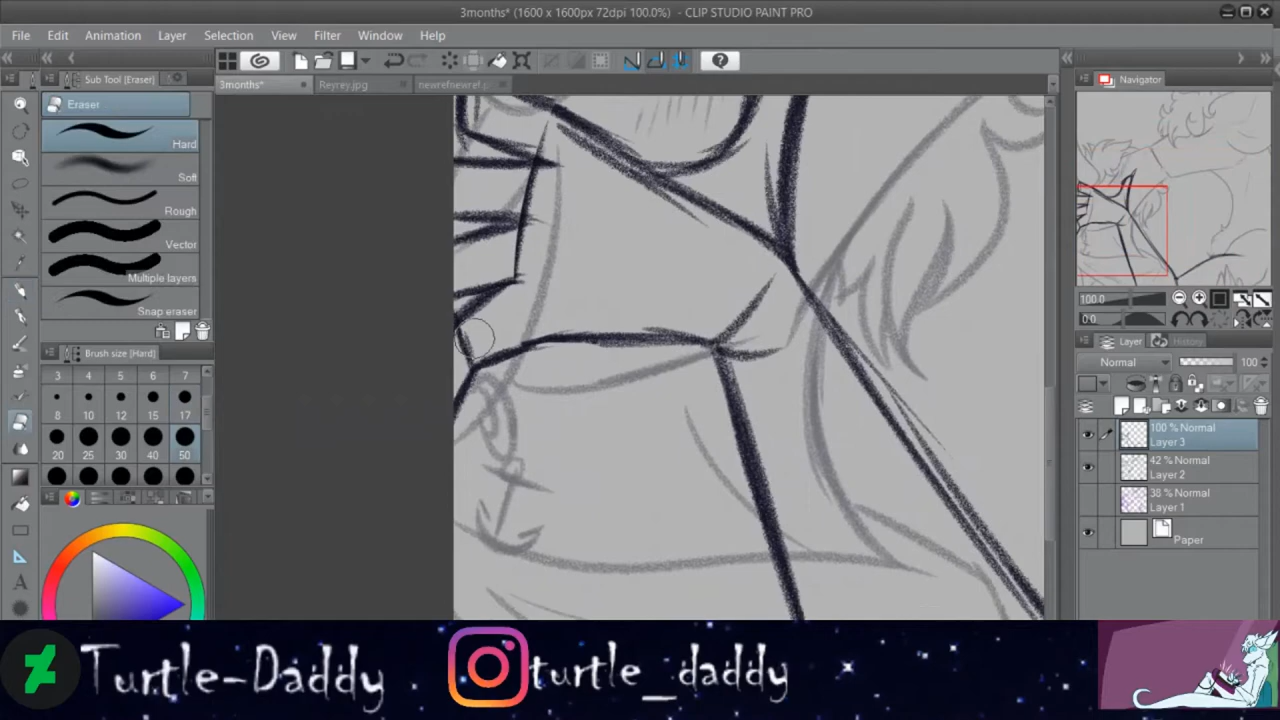 3months* (1600 x 1600px 72dpi 100.0%) - CLIP STUDIO PAINT PRO
File Edit Animation Layer Selection View Filter Window Help
Sub Tool [Eraser]
3months* Reyrey.jpg newrefnewref.p
Navigator
Eraser
Hard
Soft
Rough
Vector
Multiple layers
Snap eraser
100.0
0.0
Layer History
Brush size [Hard]
Normal 100
3 4 5 6 7
8 10 12 15 17
20 25 30 40 50
100 % Normal
Layer 3
42 % Normal
Layer 2
38 % Normal
Layer 1
Paper
Turtle-Daddy turtle_daddy